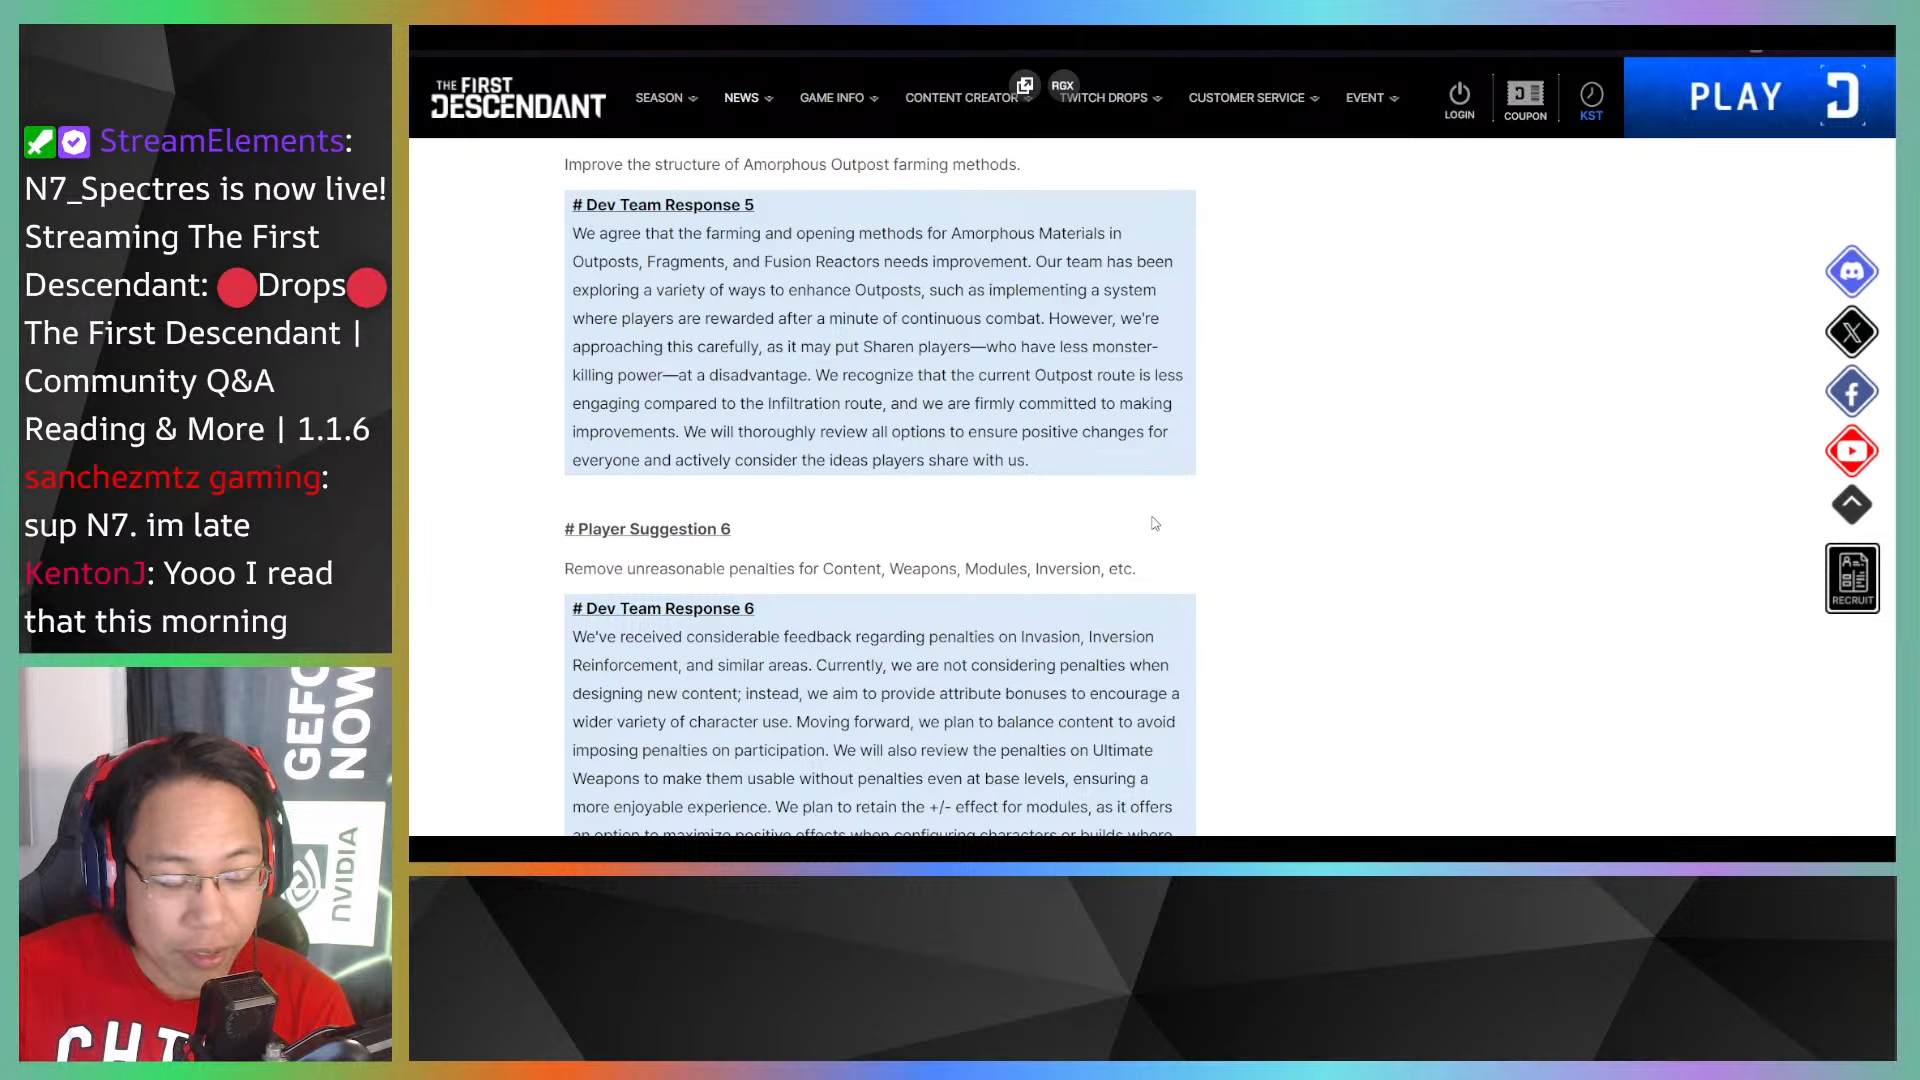 StreamElements:
N7_Spectres is now live!
Streaming The First
Descendant: 🔴Drops🔴
The First Descendant |
Community Q&A
Reading & More | 1.1.6
sanchezmtz gaming:
sup N7. im late
KentonJ: Yooo I read
that this morning
THE FIRST
DESCENDANT
SEASON
NEWS
GAME INFO
CONTENT CREATOR
RGX
TWITCH DROPS
CUSTOMER SERVICE
EVENT
LOGIN
COUPON
KST
PLAY
Improve the structure of Amorphous Outpost farming methods.
# Dev Team Response 5
We agree that the farming and opening methods for Amorphous Materials in
Outposts, Fragments, and Fusion Reactors needs improvement. Our team has been
exploring a variety of ways to enhance Outposts, such as implementing a system
where players are rewarded after a minute of continuous combat. However, we're
approaching this carefully, as it may put Sharen players—who have less monster-
killing power—at a disadvantage. We recognize that the current Outpost route is less
engaging compared to the Infiltration route, and we are firmly committed to making
improvements. We will thoroughly review all options to ensure positive changes for
everyone and actively consider the ideas players share with us.
# Player Suggestion 6
Remove unreasonable penalties for Content, Weapons, Modules, Inversion, etc.
# Dev Team Response 6
We've received considerable feedback regarding penalties on Invasion, Inversion
Reinforcement, and similar areas. Currently, we are not considering penalties when
designing new content; instead, we aim to provide attribute bonuses to encourage a
wider variety of character use. Moving forward, we plan to balance content to avoid
imposing penalties on participation. We will also review the penalties on Ultimate
Weapons to make them usable without penalties even at base levels, ensuring a
more enjoyable experience. We plan to retain the +/- effect for modules, as it offers
an option to maximize positive effects when configuring characters or builds where
RECRUIT
GEFO
NOW
NVIDIA
CHI